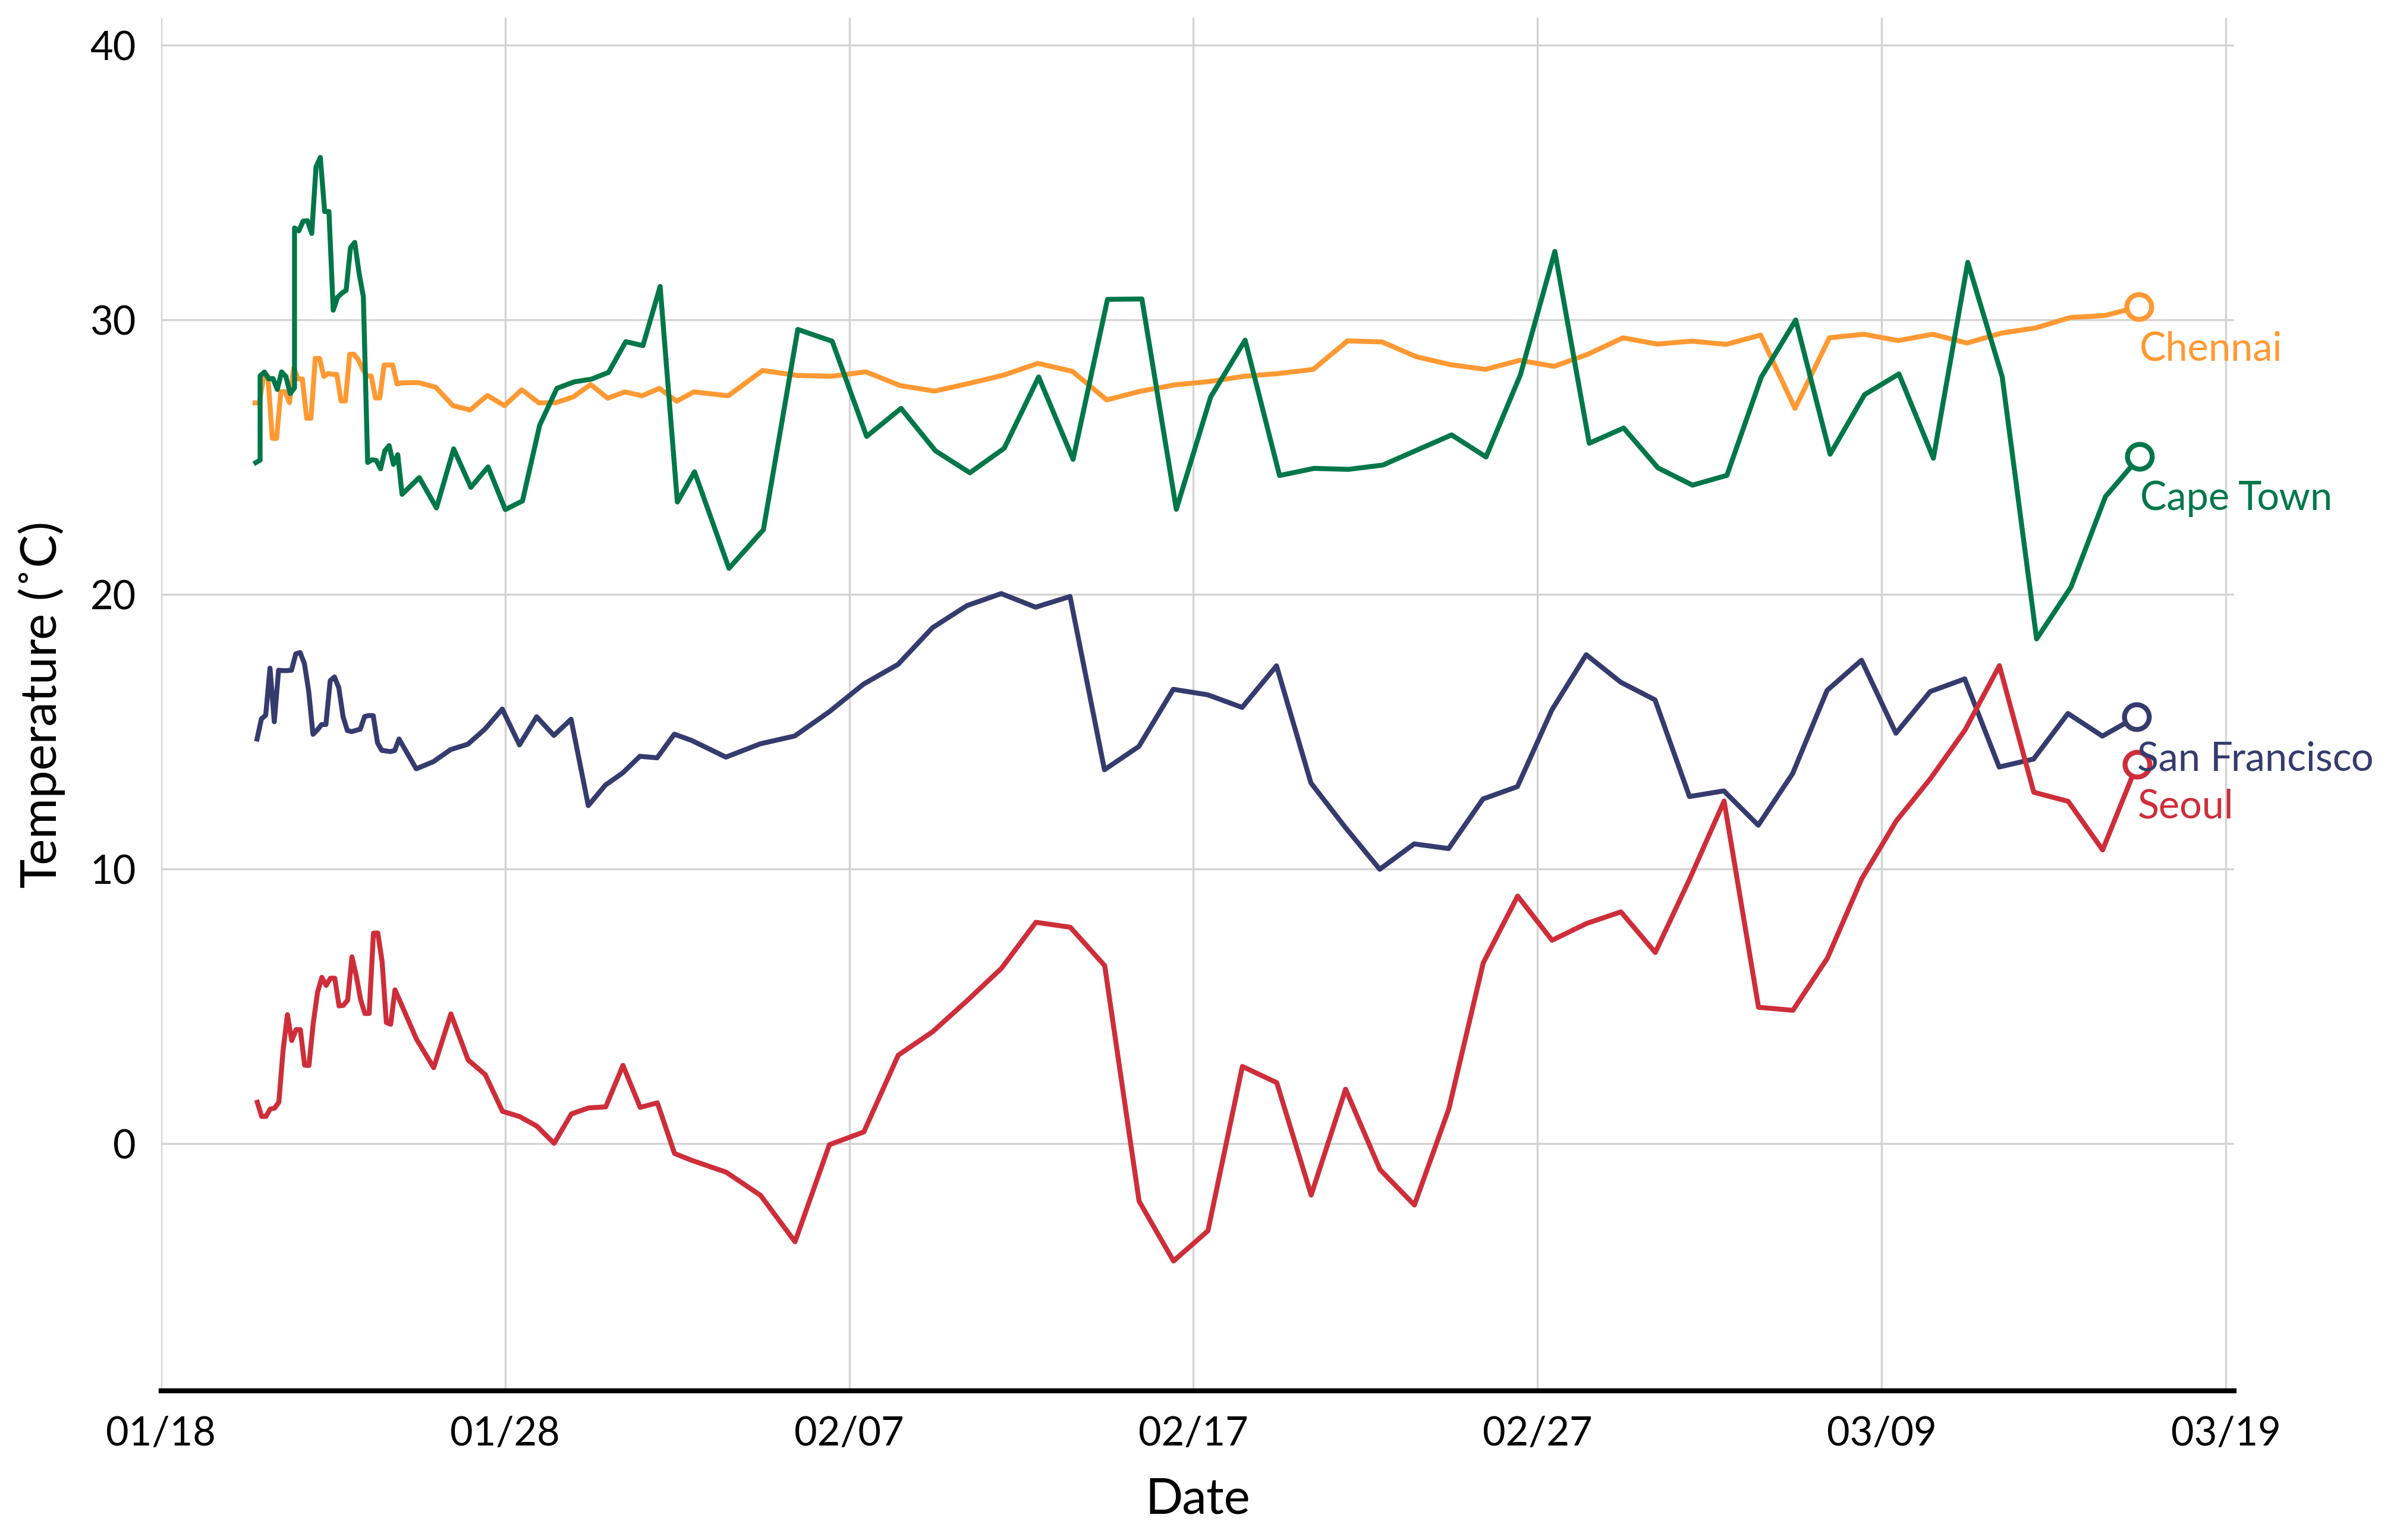 Temperature (˚C)
40
30
20
10
0
Chennai
Cape Town
San Francisco
Seoul
01/18
01/28
02/07
02/17
02/27
03/09
03/19
Date